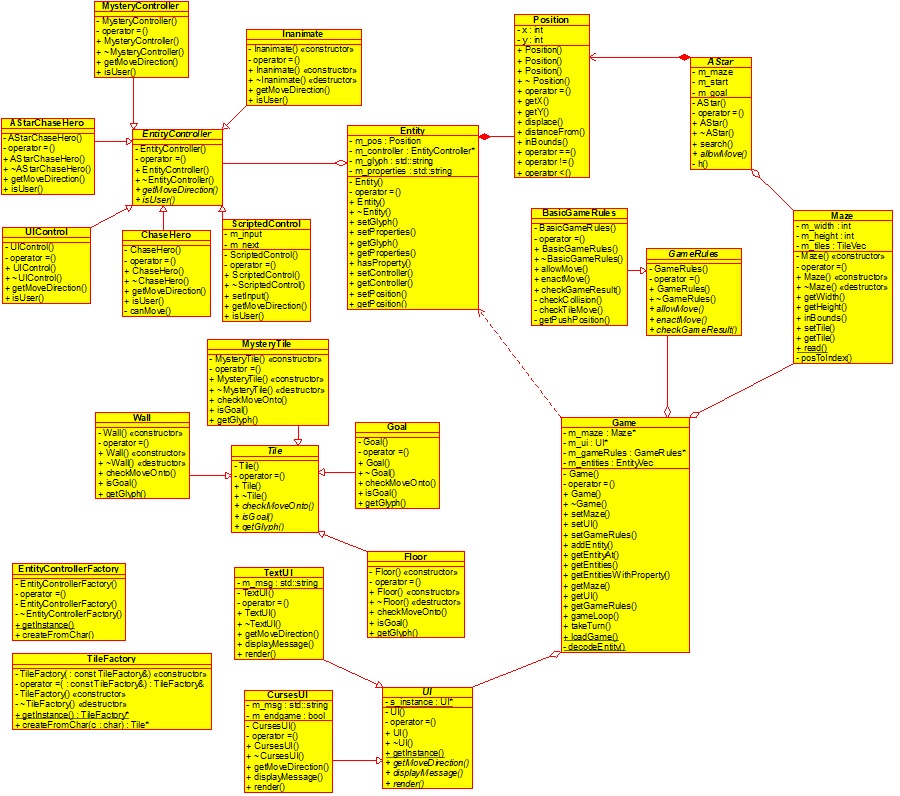 MysteryController
- MysteryController()
- operator =()
+ MysteryController()
+ ~MysteryController()
+ getMoveDirection()
+ isUser()
Inanimate
- Inanimate() «constructor»
- operator =()
+ Inanimate() «constructor»
+ ~Inanimate() «destructor»
+ getMoveDirection()
+ isUser()
Position
- x : int
- y : int
+ Position()
+ Position()
+ Position()
+ ~ Position()
+ operator =()
+ getX()
+ getY()
+ displace()
+ distanceFrom()
+ inBounds()
+ operator ==()
+ operator !=()
+ operator <()
AStar
- m_maze
- m_start
- m_goal
- AStar()
- operator =()
+ AStar()
+ ~AStar()
+ search()
+ allowMove()
- h()
AStarChaseHero
- AStarChaseHero()
- operator =()
+ AStarChaseHero()
+ ~AStarChaseHero()
+ getMoveDirection()
+ isUser()
EntityController
- EntityController()
- operator =()
+ EntityController()
+ ~EntityController()
+ getMoveDirection()
+ isUser()
Entity
- m_pos : Position
- m_controller : EntityController*
- m_glyph : std::string
- m_properties : std::string
- Entity()
- operator =()
+ Entity()
+ ~Entity()
+ setGlyph()
+ setProperties()
+ getGlyph()
+ getProperties()
+ hasProperty()
+ setController()
+ getController()
+ setPosition()
+ getPosition()
UIControl
- UIControl()
- operator =()
+ UIControl()
+ ~UIControl()
+ getMoveDirection()
+ isUser()
ChaseHero
- ChaseHero()
- operator =()
+ ChaseHero()
+ ~ChaseHero()
+ getMoveDirection()
+ isUser()
- canMove()
ScriptedControl
- m_input
- m_next
- ScriptedControl()
- operator =()
+ ScriptedControl()
+ ~ScriptedControl()
+ setInput()
+ getMoveDirection()
+ isUser()
BasicGameRules
- BasicGameRules()
- operator =()
+ BasicGameRules()
+ ~BasicGameRules()
+ allowMove()
+ enactMove()
+ checkGameResult()
- checkCollision()
- checkTileMove()
- getPushPosition()
GameRules
- GameRules()
- operator =()
+ GameRules()
+ ~GameRules()
+ allowMove()
+ enactMove()
+ checkGameResult()
Maze
- m_width : int
- m_height : int
- m_tiles : TileVec
- Maze() «constructor»
- operator =()
+ Maze() «constructor»
+ ~Maze() «destructor»
+ getWidth()
+ getHeight()
+ inBounds()
+ setTile()
+ getTile()
+ read()
- posToIndex()
MysteryTile
- MysteryTile() «constructor»
- operator =()
+ MysteryTile() «constructor»
+ ~MysteryTile() «destructor»
+ checkMoveOnto()
+ isGoal()
+ getGlyph()
Wall
- Wall() «constructor»
- operator =()
+ Wall() «constructor»
+ ~Wall() «destructor»
+ checkMoveOnto()
+ isGoal()
+ getGlyph()
Tile
- Tile()
- operator =()
+ Tile()
+ ~Tile()
+ checkMoveOnto()
+ isGoal()
+ getGlyph()
Goal
- Goal()
- operator =()
+ Goal()
+ ~Goal()
+ checkMoveOnto()
+ isGoal()
+ getGlyph()
Game
- m_maze : Maze*
- m_ui : UI*
- m_gameRules : GameRules*
- m_entities : EntityVec
- Game()
- operator =()
+ Game()
+ ~Game()
+ setMaze()
+ setUI()
+ setGameRules()
+ addEntity()
+ getEntityAt()
+ getEntities()
+ getEntitiesWithProperty()
+ getMaze()
+ getUI()
+ getGameRules()
+ gameLoop()
+ takeTurn()
+ loadGame()
- decodeEntity()
Floor
- Floor() «constructor»
- operator =()
+ Floor() «constructor»
+ ~Floor() «destructor»
+ checkMoveOnto()
+ isGoal()
+ getGlyph()
EntityControllerFactory
- EntityControllerFactory()
- operator =()
- EntityControllerFactory()
- ~EntityControllerFactory()
+ getInstance()
+ createFromChar()
TextUI
- m_msg : std::string
- TextUI()
- operator =()
+ TextUI()
+ ~TextUI()
+ getMoveDirection()
+ displayMessage()
+ render()
TileFactory
- TileFactory( : const TileFactory&) «constructor»
- operator =( : const TileFactory&) : TileFactory&
- TileFactory() «constructor»
- ~TileFactory() «destructor»
+ getInstance() : TileFactory*
+ createFromChar(c : char) : Tile*
CursesUI
- m_msg : std::string
- m_endgame : bool
- CursesUI()
- operator =()
+ CursesUI()
+ ~CursesUI()
+ getMoveDirection()
+ displayMessage()
+ render()
UI
- s_instance : UI*
- UI()
- operator =()
+ UI()
+ ~UI()
+ getInstance()
+ getMoveDirection()
+ displayMessage()
+ render()